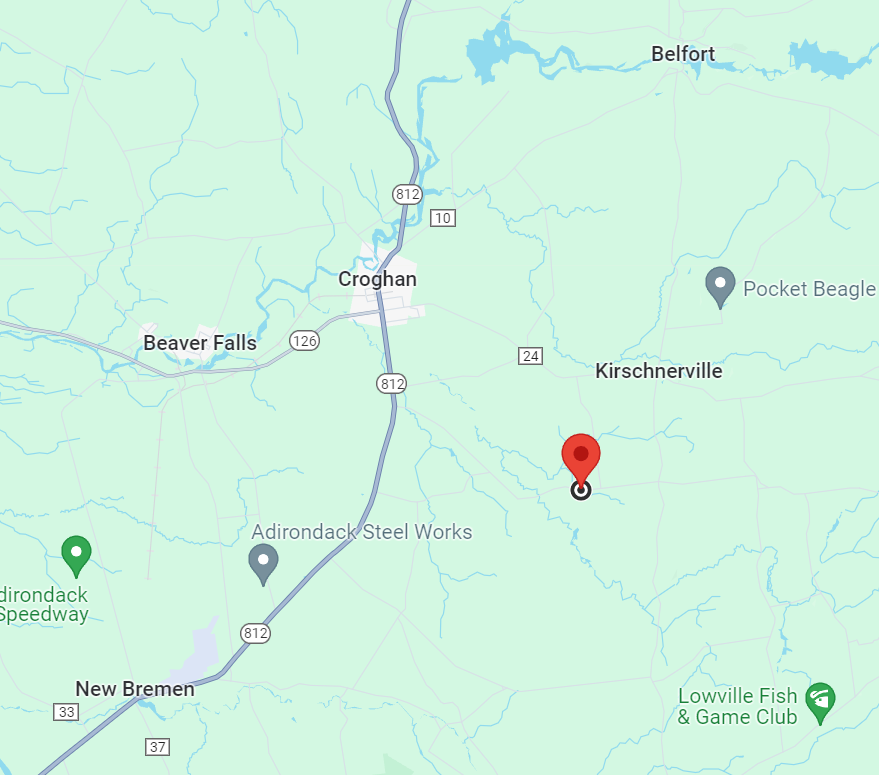 Belfort
812
10
Croghan
Pocket Beagle
Beaver Falls
126
24
Kirschnerville
812
Adirondack Steel Works
dirondack
Speedway
812
New Bremen
Lowville Fish
& Game Club
33
37